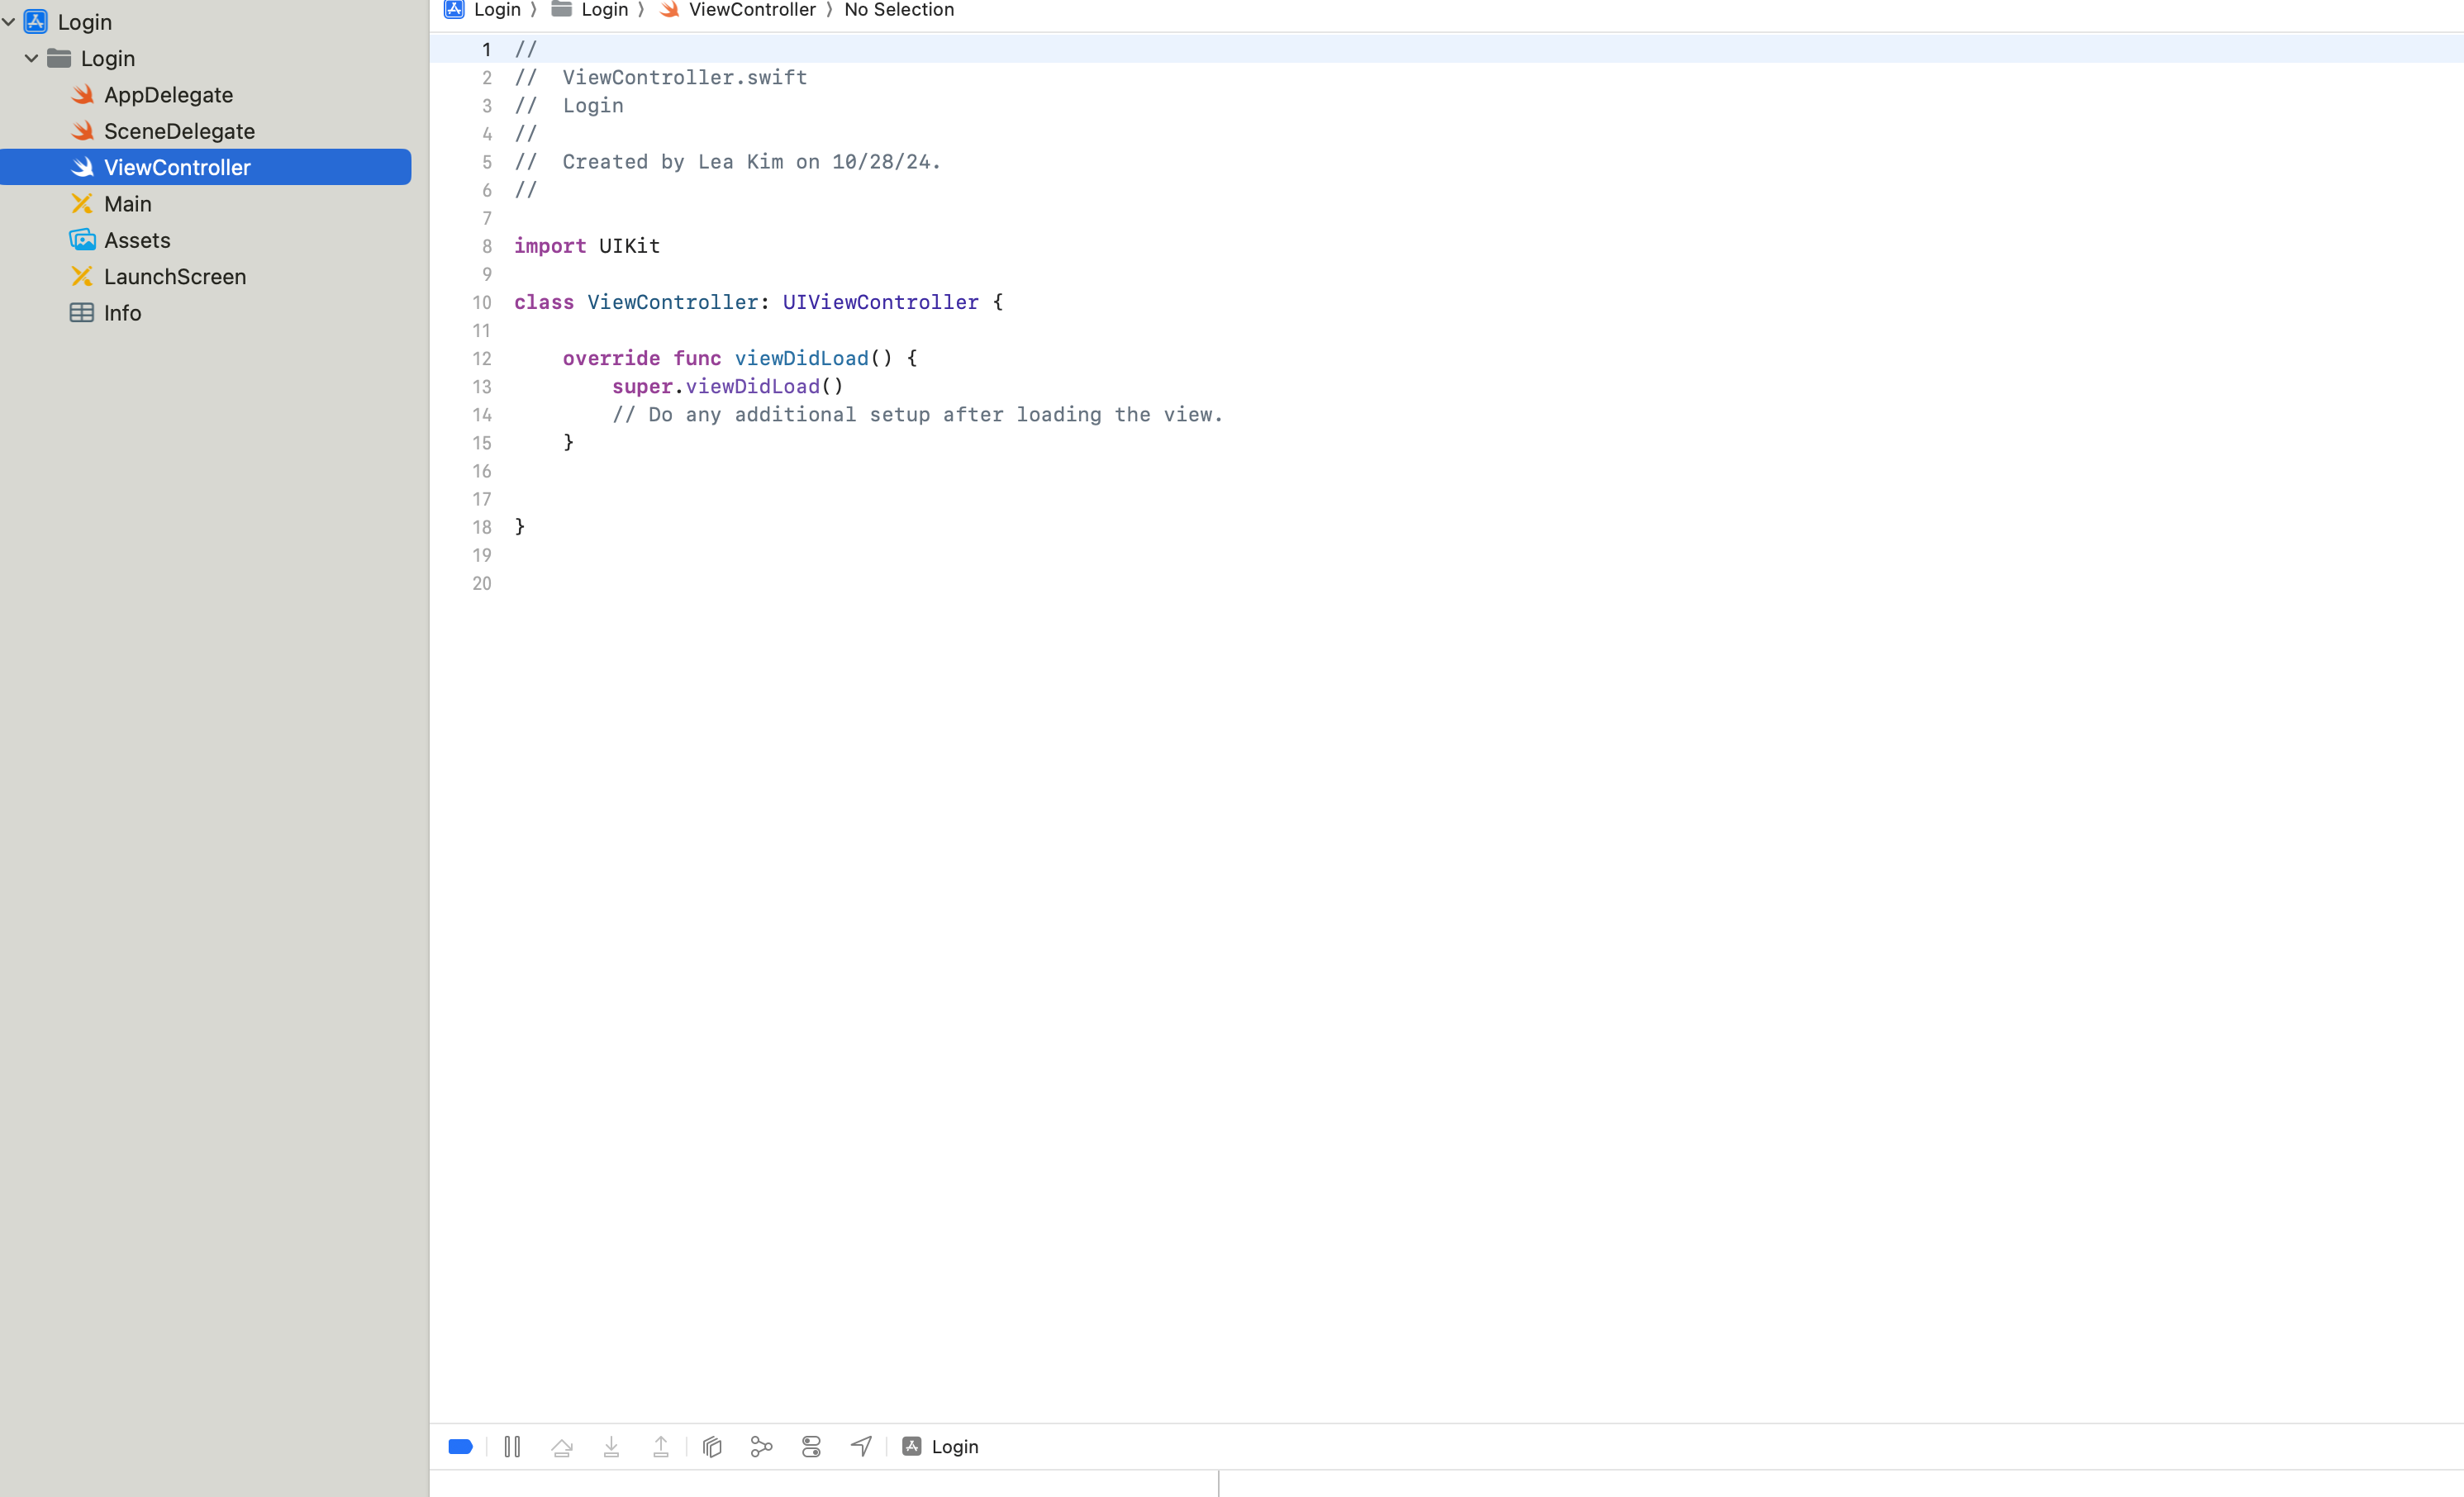 Login
Login
AppDelegate
SceneDelegate
ViewController
Main
Assets
LaunchScreen
Info
Login 〉 Login 〉 ViewController 〉 No Selection
1 //
2 //  ViewController.swift
3 //  Login
4 //
5 //  Created by Lea Kim on 10/28/24.
6 //
7
8 import UIKit
9
10 class ViewController: UIViewController {
11
12     override func viewDidLoad() {
13         super.viewDidLoad()
14         // Do any additional setup after loading the view.
15     }
16
17
18 }
19
20
Login